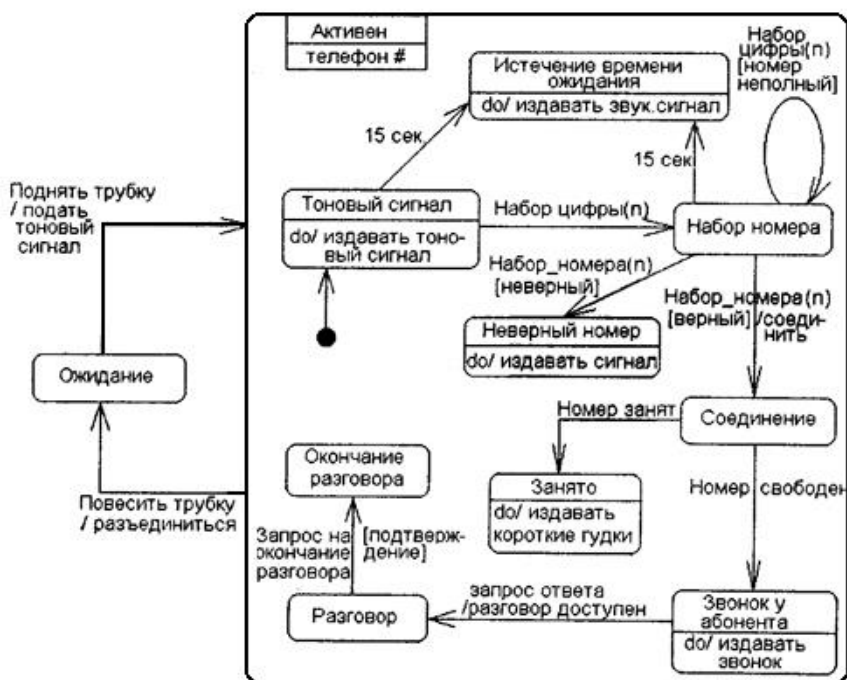 Активен
телефон #
Истечение времени
ожидания
do/ издавать звук.сигнал
Набор
цифры(n)
[номер
неполный]
15 сек
15 сек
Поднять трубку
/ подать
тоновый
сигнал
Тоновый сигнал
do/ издавать тоно-
вый сигнал
Набор цифры(n)
Набор номера
Набор_номера(n)
[неверный]
Набор_номера(n)
[верный] /соеди-
нить
Неверный номер
do/ издавать сигнал
Ожидание
Номер занят
Соединение
Окончание
разговора
Занято
do/ издавать
короткие гудки
Номер свободен
Повесить трубку
/ разъединиться
Запрос на
окончание
разговора
[подтверж-
дение]
запрос ответа
/разговор доступен
Разговор
Звонок у
абонента
do/ издавать
звонок